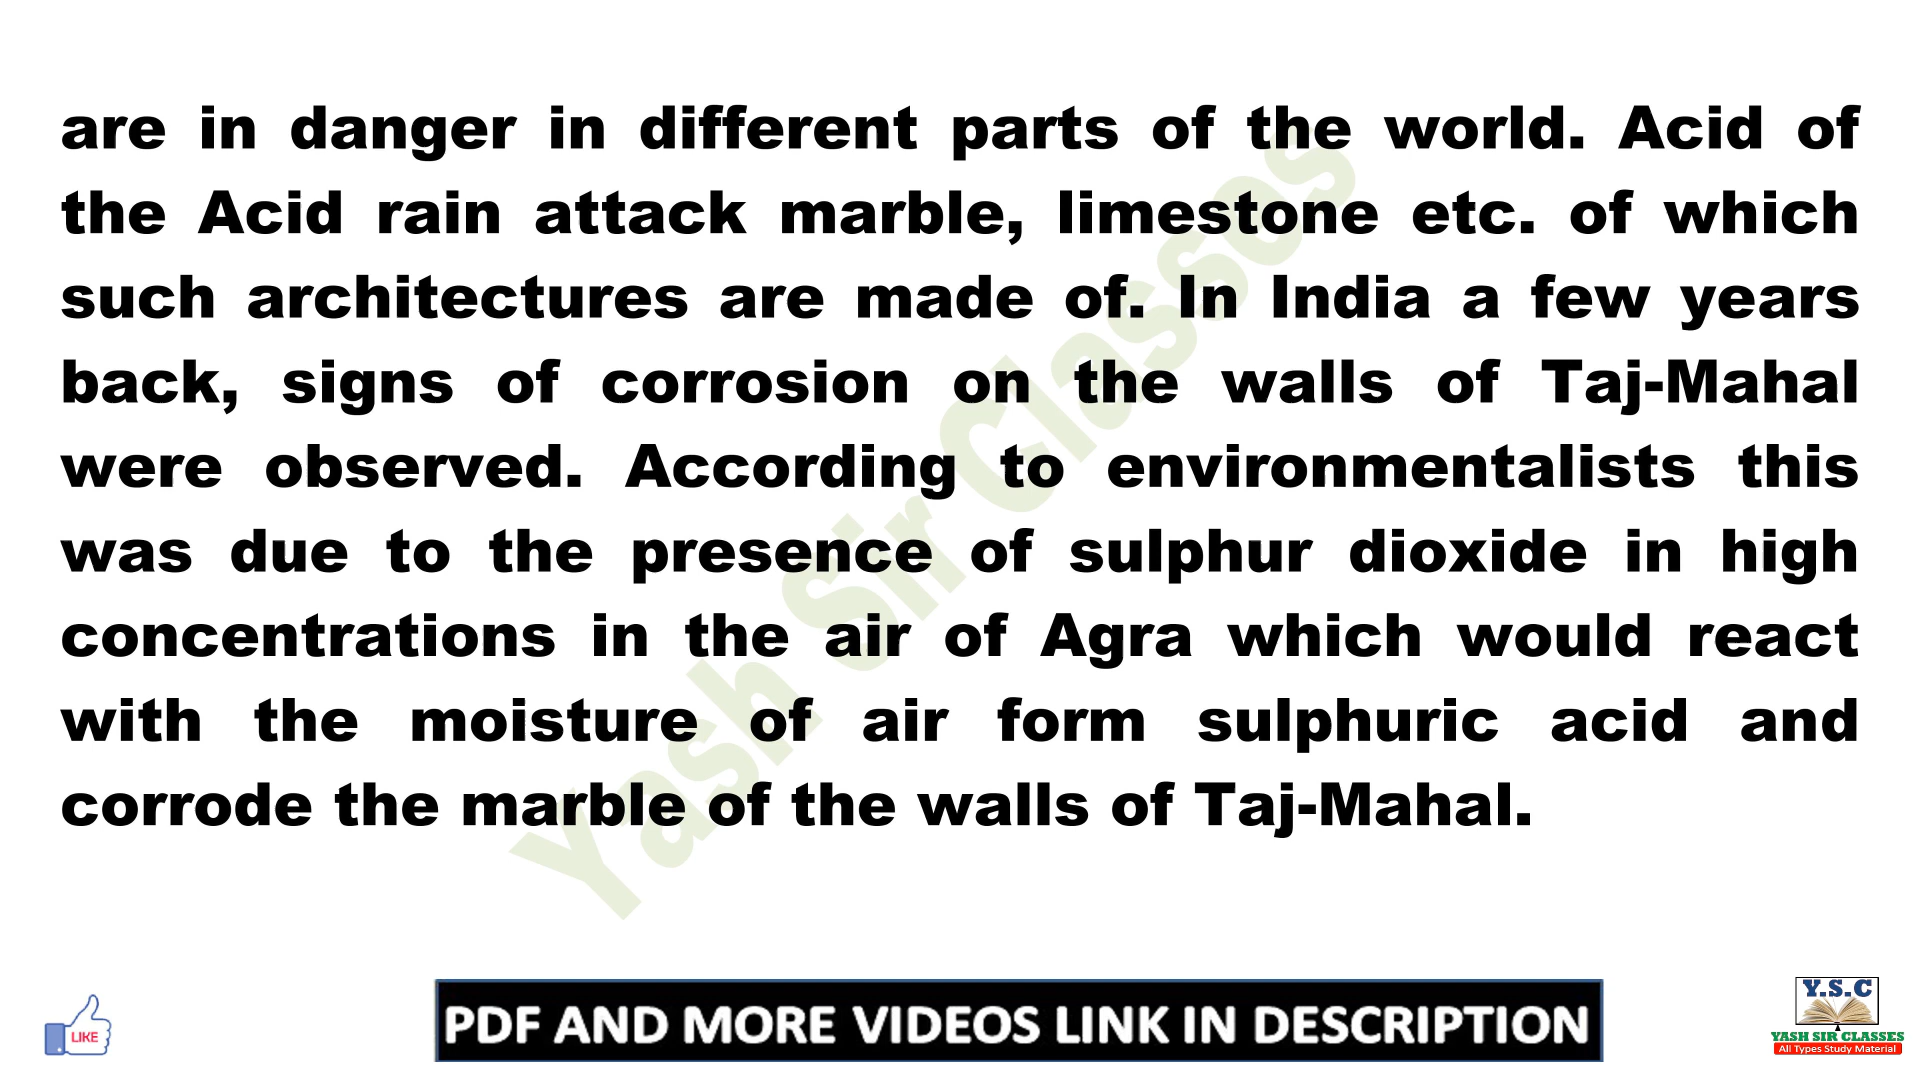 are in danger in different parts of the world. Acid of
the Acid rain attack marble, limestone etc. of which
such architectures are made of. In India a few years
back, signs of corrosion on the walls of Taj-Mahal
were observed. According to environmentalists this
was due to the presence of sulphur dioxide in high
concentrations in the air of Agra which would react
with the moisture of air form sulphuric acid and
corrode the marble of the walls of Taj-Mahal.
Yash Sir Classes
LIKE
PDF AND MORE VIDEOS LINK IN DESCRIPTION
Y.S.C
YASH SIR CLASSES
All Types Study Material